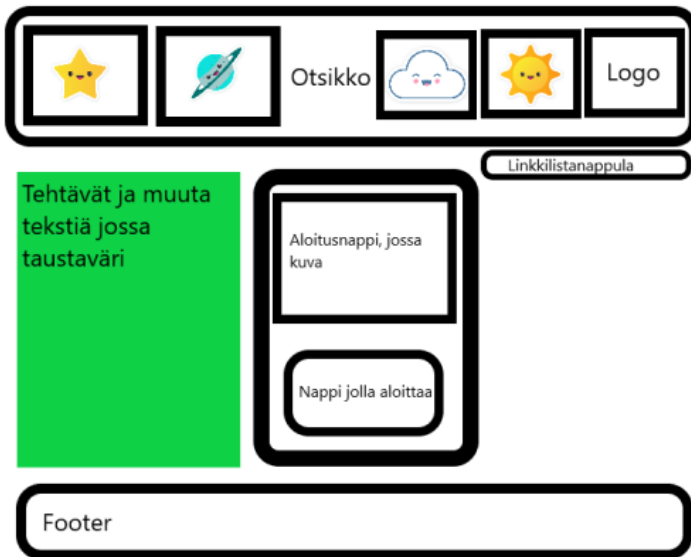 Otsikko
Logo
Linkkilistanappula
Tehtävät ja muuta
tekstiä jossa
taustaväri
Aloitusnappi, jossa
kuva
Nappi jolla aloittaa
Footer